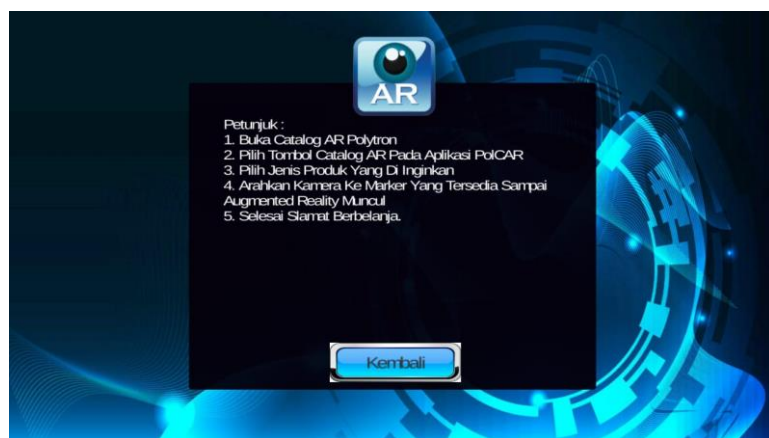 AR
Petunjuk :
1. Buka Catalog AR Polytron
2. Pilih Tombol Catalog AR Pada Aplikasi PolCAR
3. Pilih Jenis Produk Yang Di Inginkan
4. Arahkan Kamera Ke Marker Yang Tersedia Sampai
Augmented Reality Muncul
5. Selesai Slamat Berbelanja.
Kembali